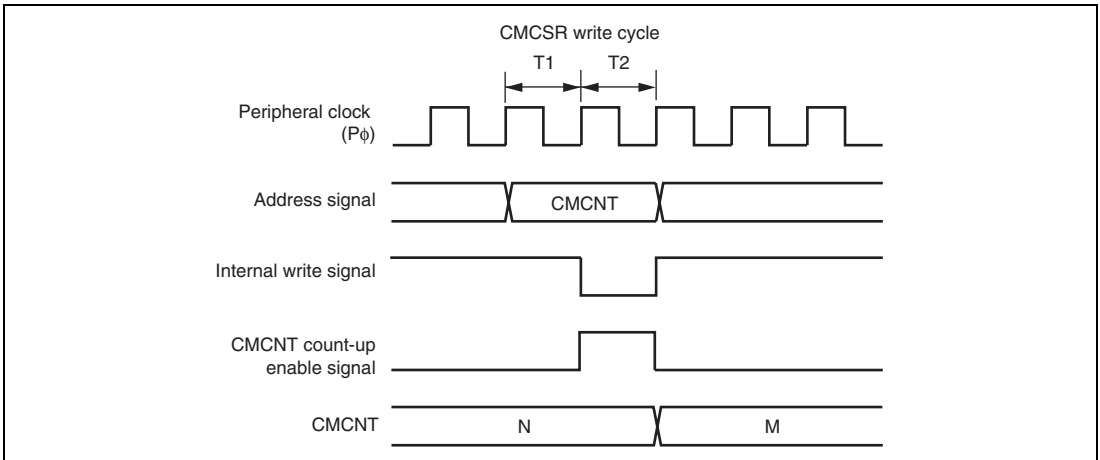 CMCSR write cycle
T1 T2
Peripheral clock
(Pϕ)
Address signal CMCNT
Internal write signal
CMCNT count-up
enable signal
CMCNT N M